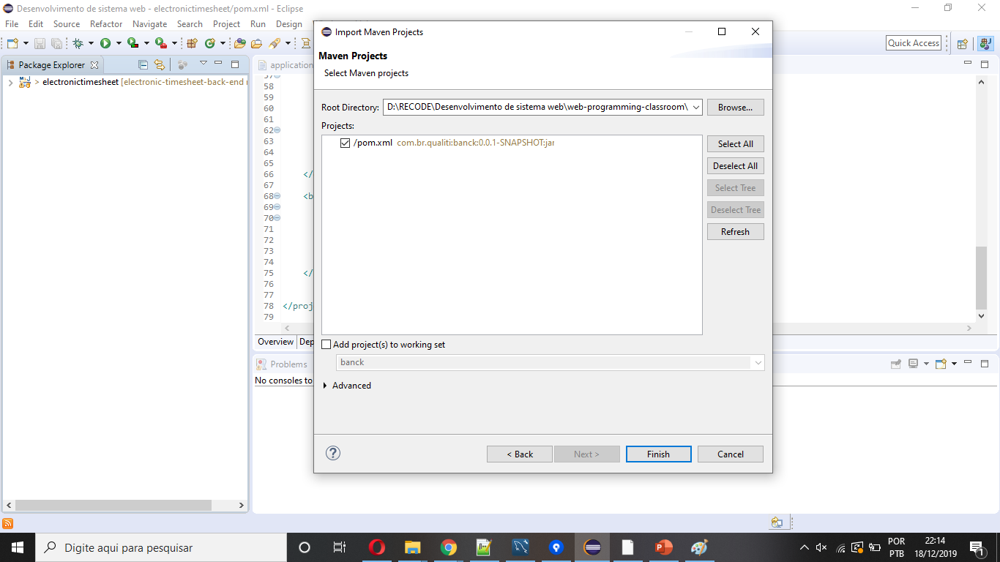 Desenvolvimento de sistema web - electronictimesheet/pom.xml - Eclipse
File Edit Source Refactor Navigate Search Project Run Design
Quick Access
Package Explorer
> electronictimesheet [electronic-timesheet-back-end
application
57
58
59
60
61
62
63
64
65
66 </
67
68 <b
69
70
71
72
73
74
75 </
76
77
78 </proj
79
Overview Dep
Problems
No consoles to
Import Maven Projects
Maven Projects
Select Maven projects
Root Directory: D:\RECODE\Desenvolvimento de sistema web\web-programming-classroom\ Browse...
Projects:
/pom.xml com.br.qualiti:banck:0.0.1-SNAPSHOT:jar
Select All
Deselect All
Select Tree
Deselect Tree
Refresh
Add project(s) to working set
banck
Advanced
? < Back Next > Finish Cancel
Digite aqui para pesquisar
POR
PTB
22:14
18/12/2019
1